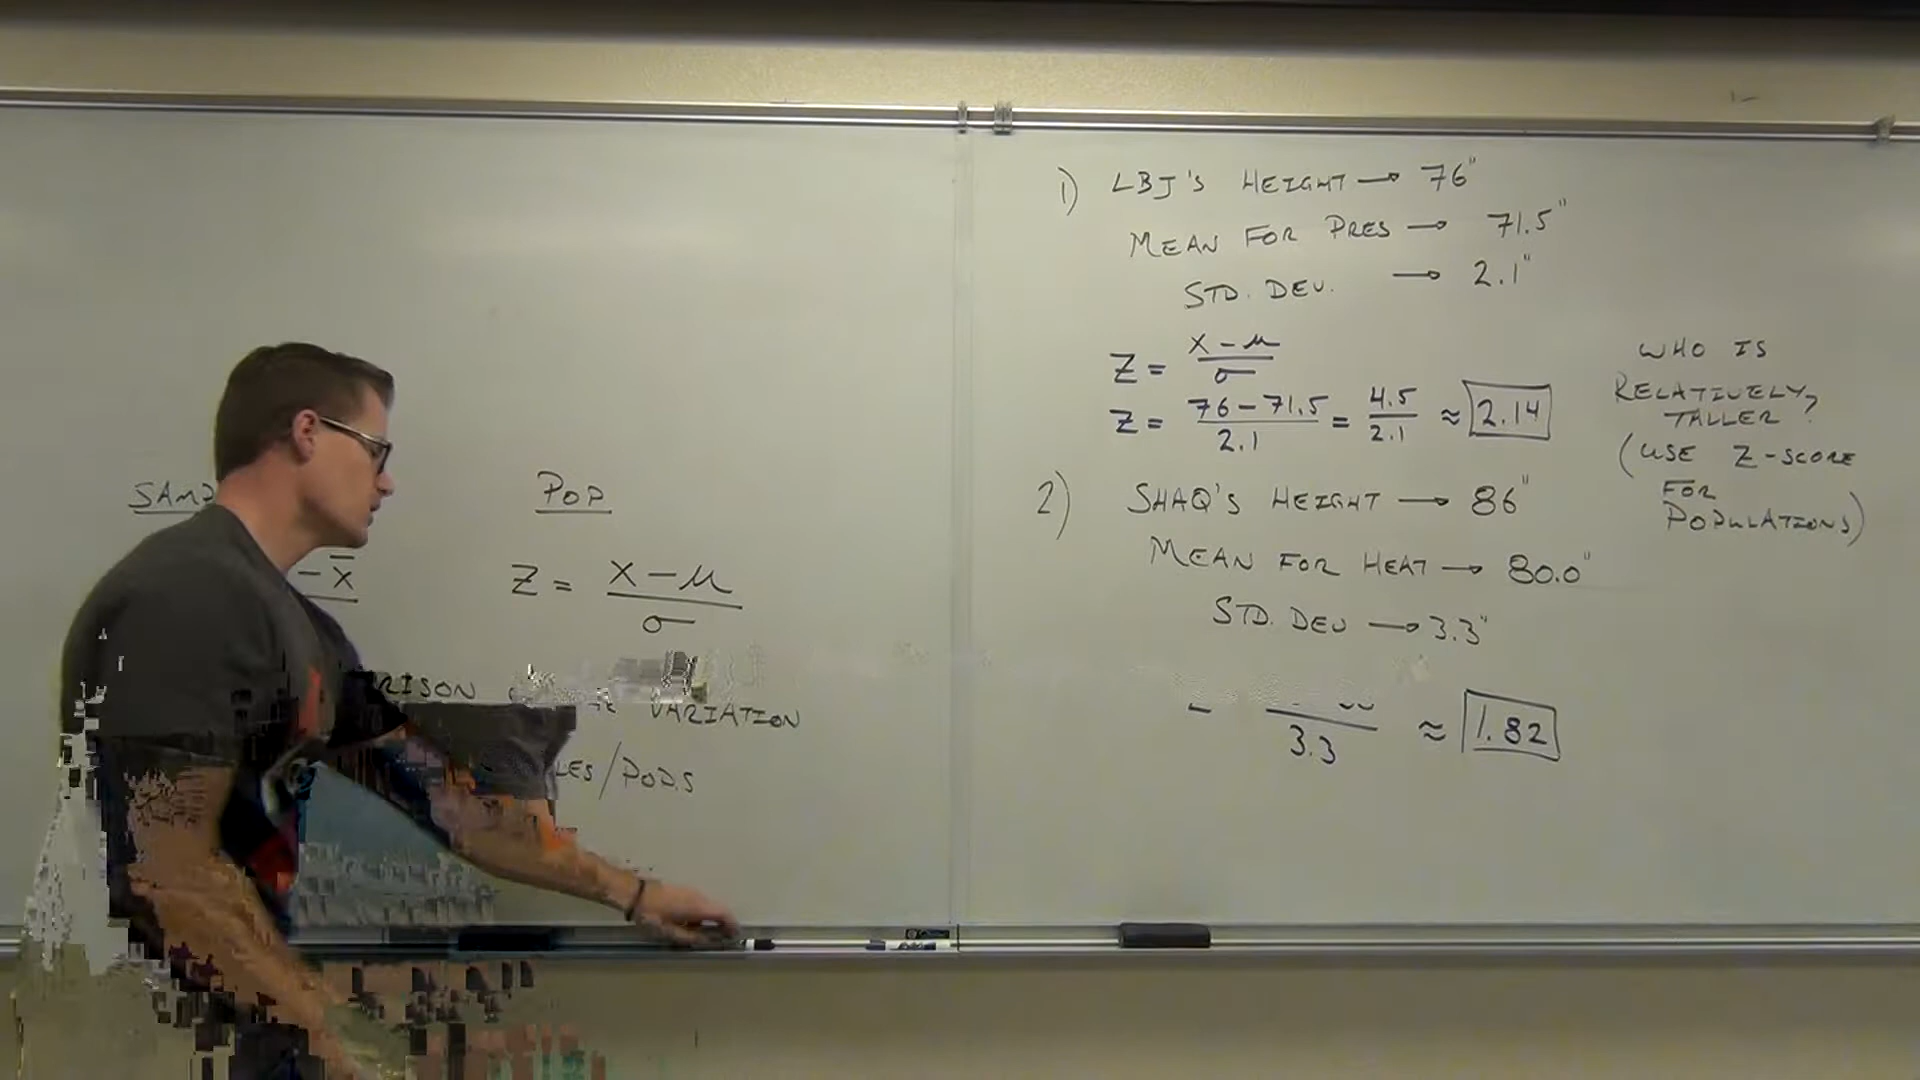 POP
- x̄
Z = x - μ / σ
VARIATION
/POPS
1) LBJ'S HEIGHT → 76"
MEAN FOR PRES → 71.5"
STD. DEV. → 2.1"
Z = x - μ / σ
Z = 76 - 71.5 / 2.1 = 4.5 / 2.1 ≈ 2.14
2) SHAQ'S HEIGHT → 86"
MEAN FOR HEAT → 80.0"
STD. DEV → 3.3"
3.3 ≈ 1.82
WHO IS
RELATIVELY
TALLER?
(USE Z-SCORE
FOR
POPULATIONS)